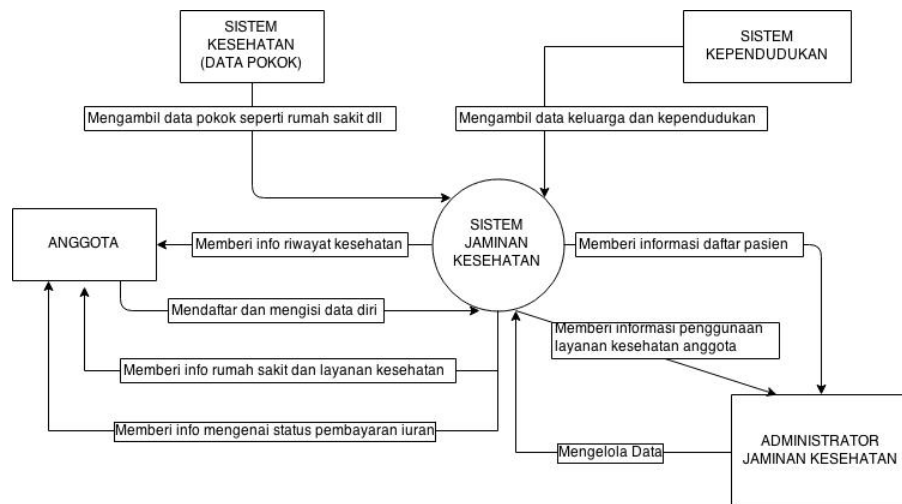 SISTEM
KESEHATAN
(DATA POKOK)
SISTEM
KEPENDUDUKAN
Mengambil data pokok seperti rumah sakit dll
Mengambil data keluarga dan kependudukan
ANGGOTA
Memberi info riwayat kesehatan
SISTEM
JAMINAN
KESEHATAN
Memberi informasi daftar pasien
Mendaftar dan mengisi data diri
Memberi informasi penggunaan
layanan kesehatan anggota
Memberi info rumah sakit dan layanan kesehatan
Memberi info mengenai status pembayaran iuran
Mengelola Data
ADMINISTRATOR
JAMINAN KESEHATAN